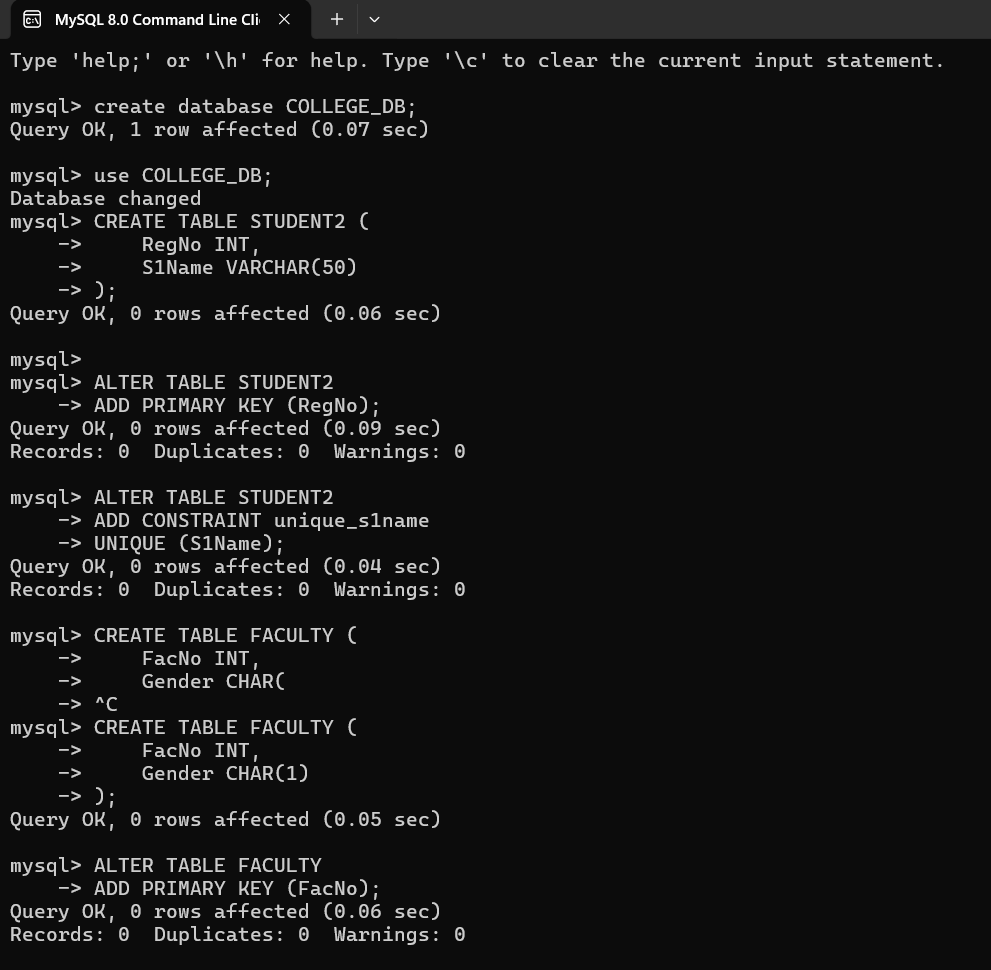 MySQL 8.0 Command Line Cli
Type 'help;' or '\h' for help. Type '\c' to clear the current input statement.
mysql> create database COLLEGE_DB;
Query OK, 1 row affected (0.07 sec)
mysql> use COLLEGE_DB;
Database changed
mysql> CREATE TABLE STUDENT2 (
    ->     RegNo INT,
    ->     S1Name VARCHAR(50)
    -> );
Query OK, 0 rows affected (0.06 sec)
mysql>
mysql> ALTER TABLE STUDENT2
    -> ADD PRIMARY KEY (RegNo);
Query OK, 0 rows affected (0.09 sec)
Records: 0  Duplicates: 0  Warnings: 0
mysql> ALTER TABLE STUDENT2
    -> ADD CONSTRAINT unique_s1name
    -> UNIQUE (S1Name);
Query OK, 0 rows affected (0.04 sec)
Records: 0  Duplicates: 0  Warnings: 0
mysql> CREATE TABLE FACULTY (
    ->     FacNo INT,
    ->     Gender CHAR(
    -> ^C
mysql> CREATE TABLE FACULTY (
    ->     FacNo INT,
    ->     Gender CHAR(1)
    -> );
Query OK, 0 rows affected (0.05 sec)
mysql> ALTER TABLE FACULTY
    -> ADD PRIMARY KEY (FacNo);
Query OK, 0 rows affected (0.06 sec)
Records: 0  Duplicates: 0  Warnings: 0